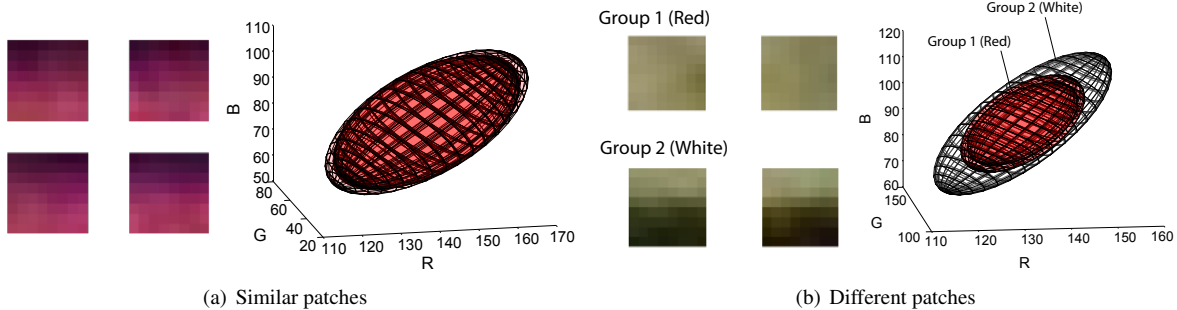 110
100
90
80
70
60
50
B
80
60
40
20
G
110 120 130 140 150 160 170
R
(a) Similar patches
Group 1 (Red)
Group 2 (White)
Group 2 (White)
Group 1 (Red)
120
110
100
90
80
70
60
B
150
100
G
110 120 130 140 150 160
R
(b) Different patches